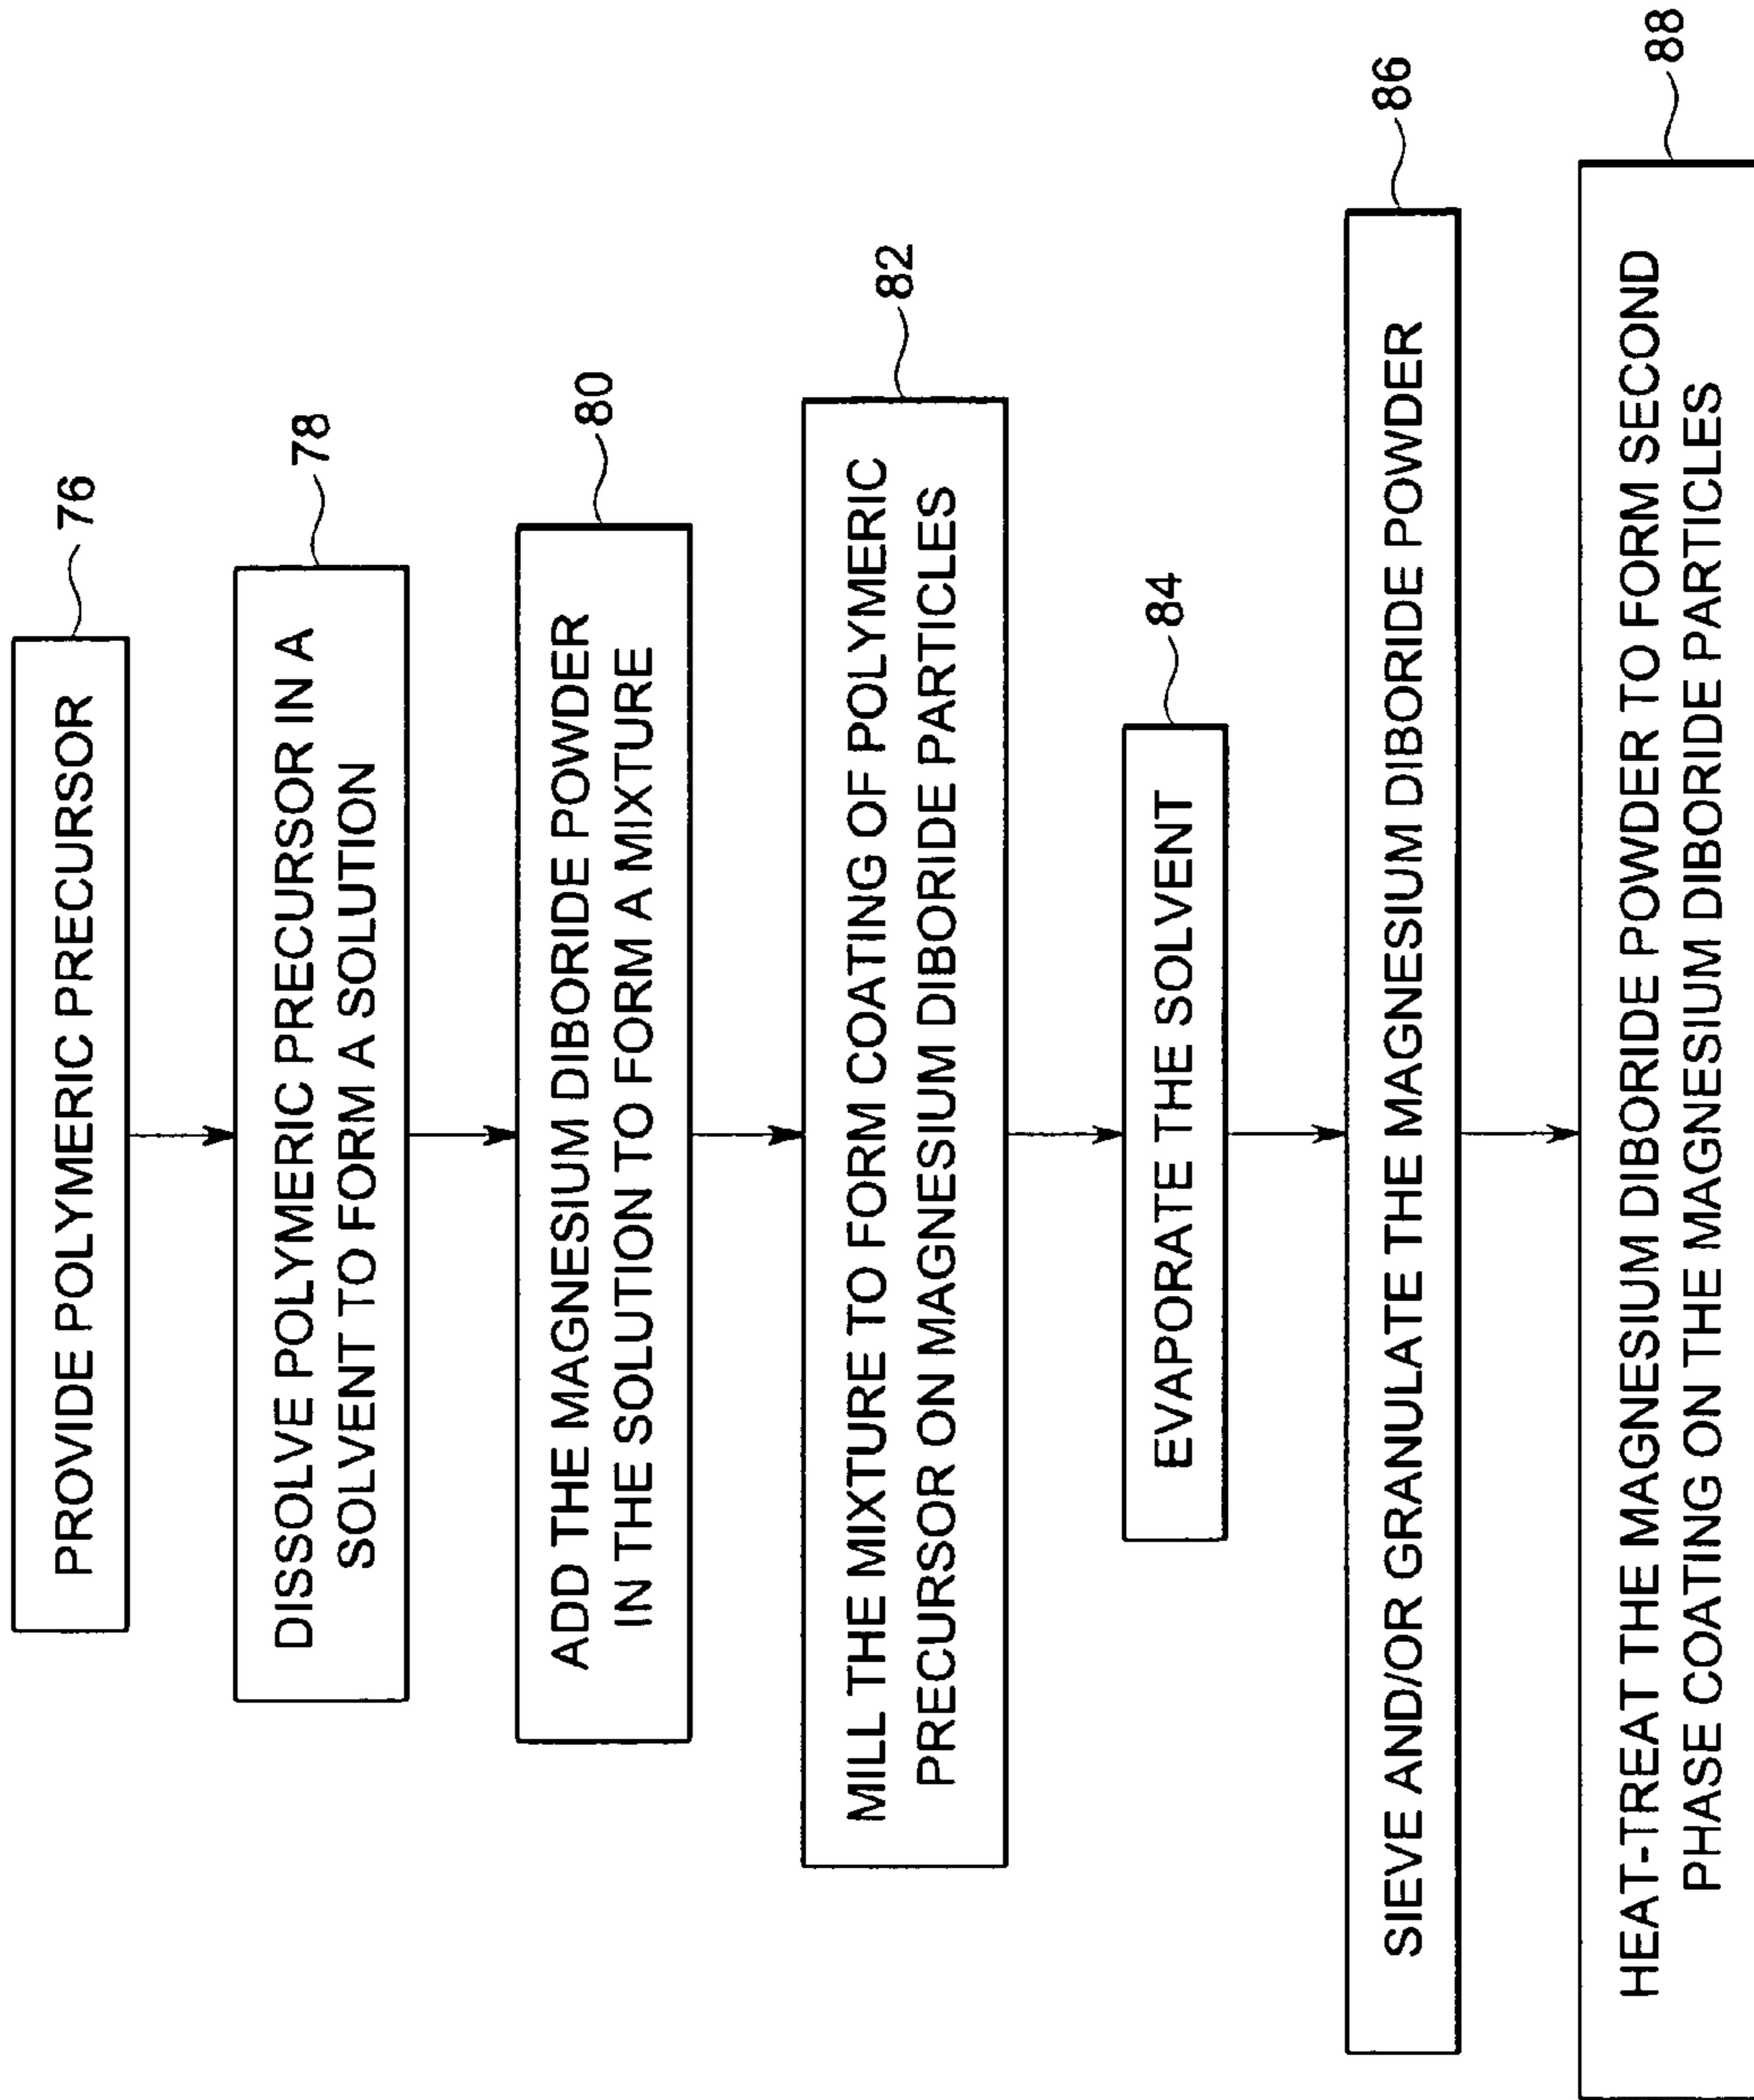 PROVIDE POLYMERIC PRECURSOR
76
DISSOLVE POLYMERIC PRECURSOR IN A
SOLVENT TO FORM A SOLUTION
78
ADD THE MAGNESIUM DIBORIDE POWDER
IN THE SOLUTION TO FORM A MIXTURE
80
MILL THE MIXTURE TO FORM COATING OF POLYMERIC
PRECURSOR ON MAGNESIUM DIBORIDE PARTICLES
82
EVAPORATE THE SOLVENT
84
SIEVE AND/OR GRANULATE THE MAGNESIUM DIBORIDE POWDER
86
HEAT-TREAT THE MAGNESIUM DIBORIDE POWDER TO FORM SECOND
PHASE COATING ON THE MAGNESIUM DIBORIDE PARTICLES
88